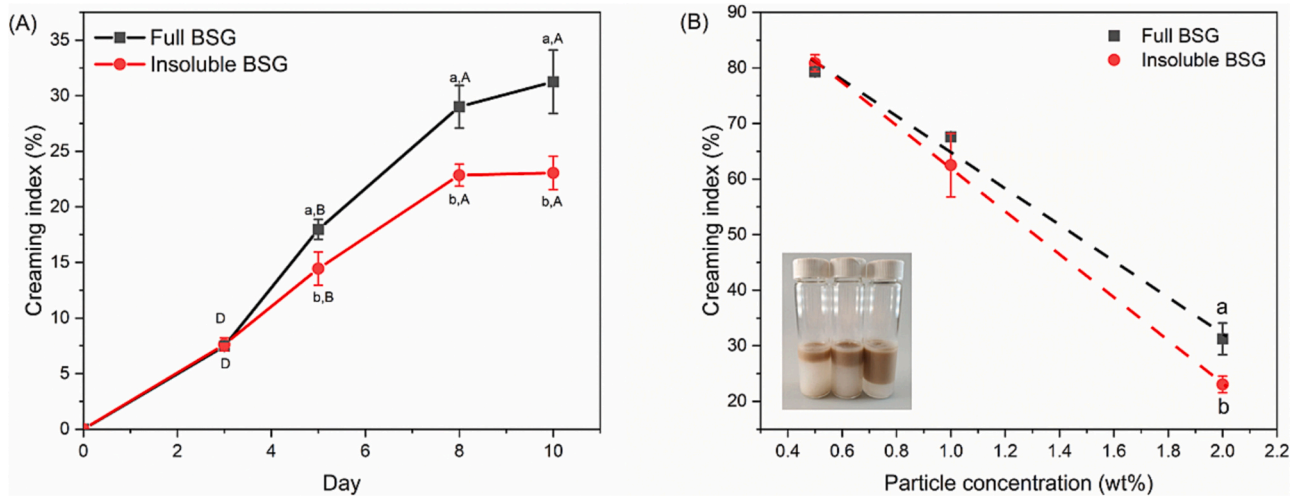 (A)
Full BSG
Insoluble BSG
Creaming index (%)
35
30
25
20
15
10
5
0
a,A
a,A
a,B
D
D
b,B
b,A
b,A
0 2 4 6 8 10
Day
(B)
Full BSG
Insoluble BSG
Creaming index (%)
90
80
70
60
50
40
30
20
a
b
0.4 0.6 0.8 1.0 1.2 1.4 1.6 1.8 2.0 2.2
Particle concentration (wt%)